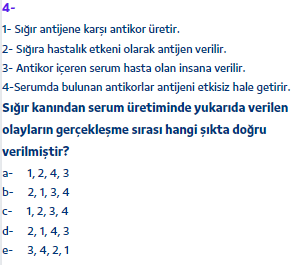 4-
1- Sığır antijene karşı antikor üretir.
2- Sığıra hastalık etkeni olarak antijen verilir.
3- Antikor içeren serum hasta olan insana verilir.
4-Serumda bulunan antikorlar antijeni etkisiz hale getirir.
Sığır kanından serum üretiminde yukarıda verilen
olayların gerçekleşme sırası hangi şıkta doğru
verilmiştir?
a- 1, 2, 4, 3
b- 2, 1, 3, 4
c- 1, 2, 3, 4
d- 2, 1, 4, 3
e- 3, 4, 2, 1